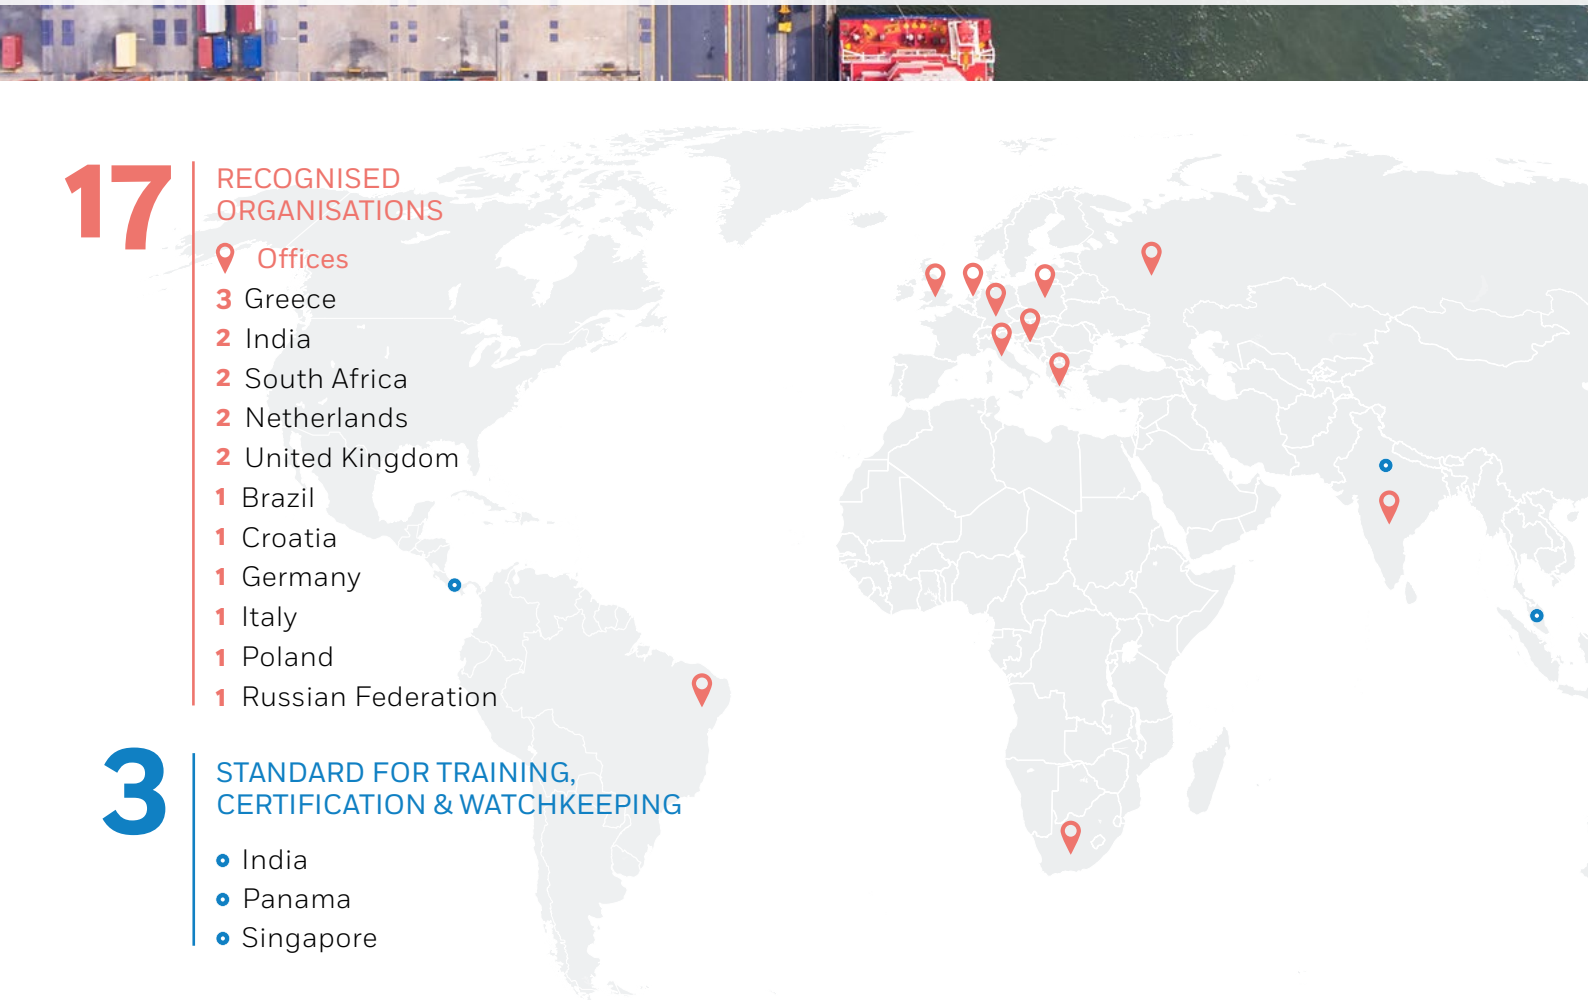 17
RECOGNISED
ORGANISATIONS
Offices
3 Greece
2 India
2 South Africa
2 Netherlands
2 United Kingdom
1 Brazil
1 Croatia
1 Germany
1 Italy
1 Poland
1 Russian Federation
3
STANDARD FOR TRAINING,
CERTIFICATION & WATCHKEEPING
India
Panama
Singapore